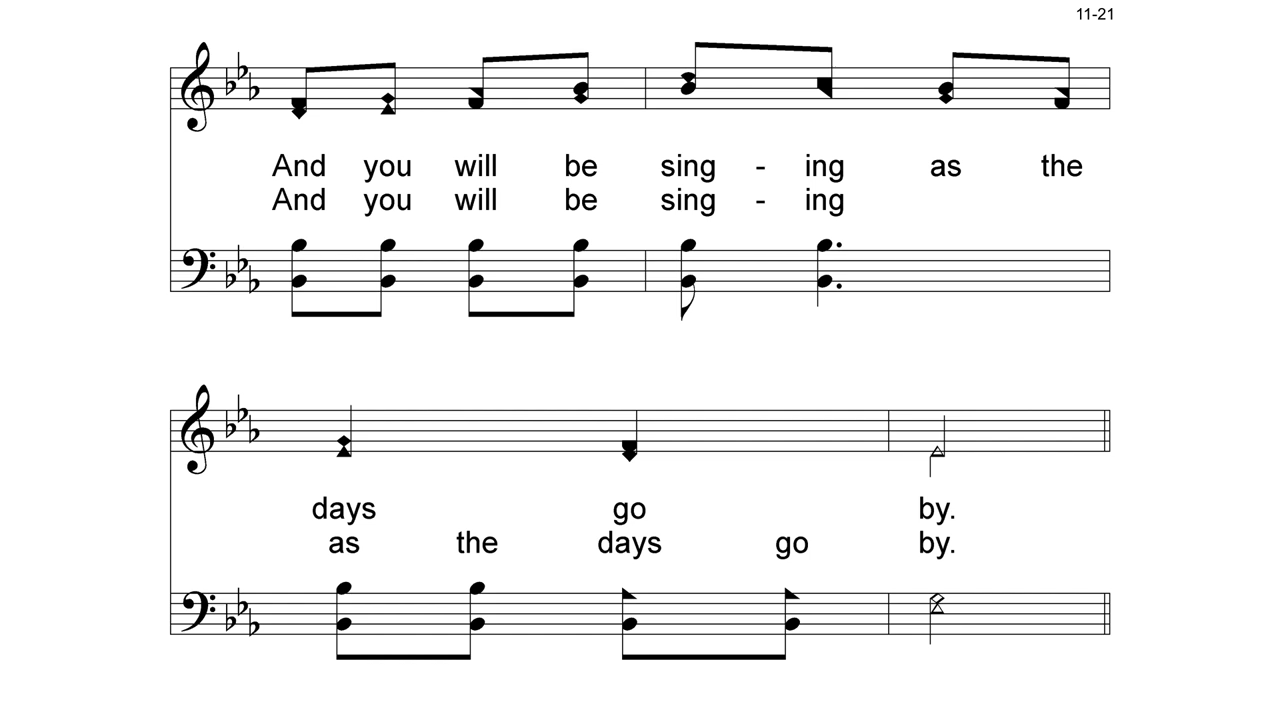 11-21
And you will be sing - ing as the
And you will be sing - ing
days go by.
as the days go by.